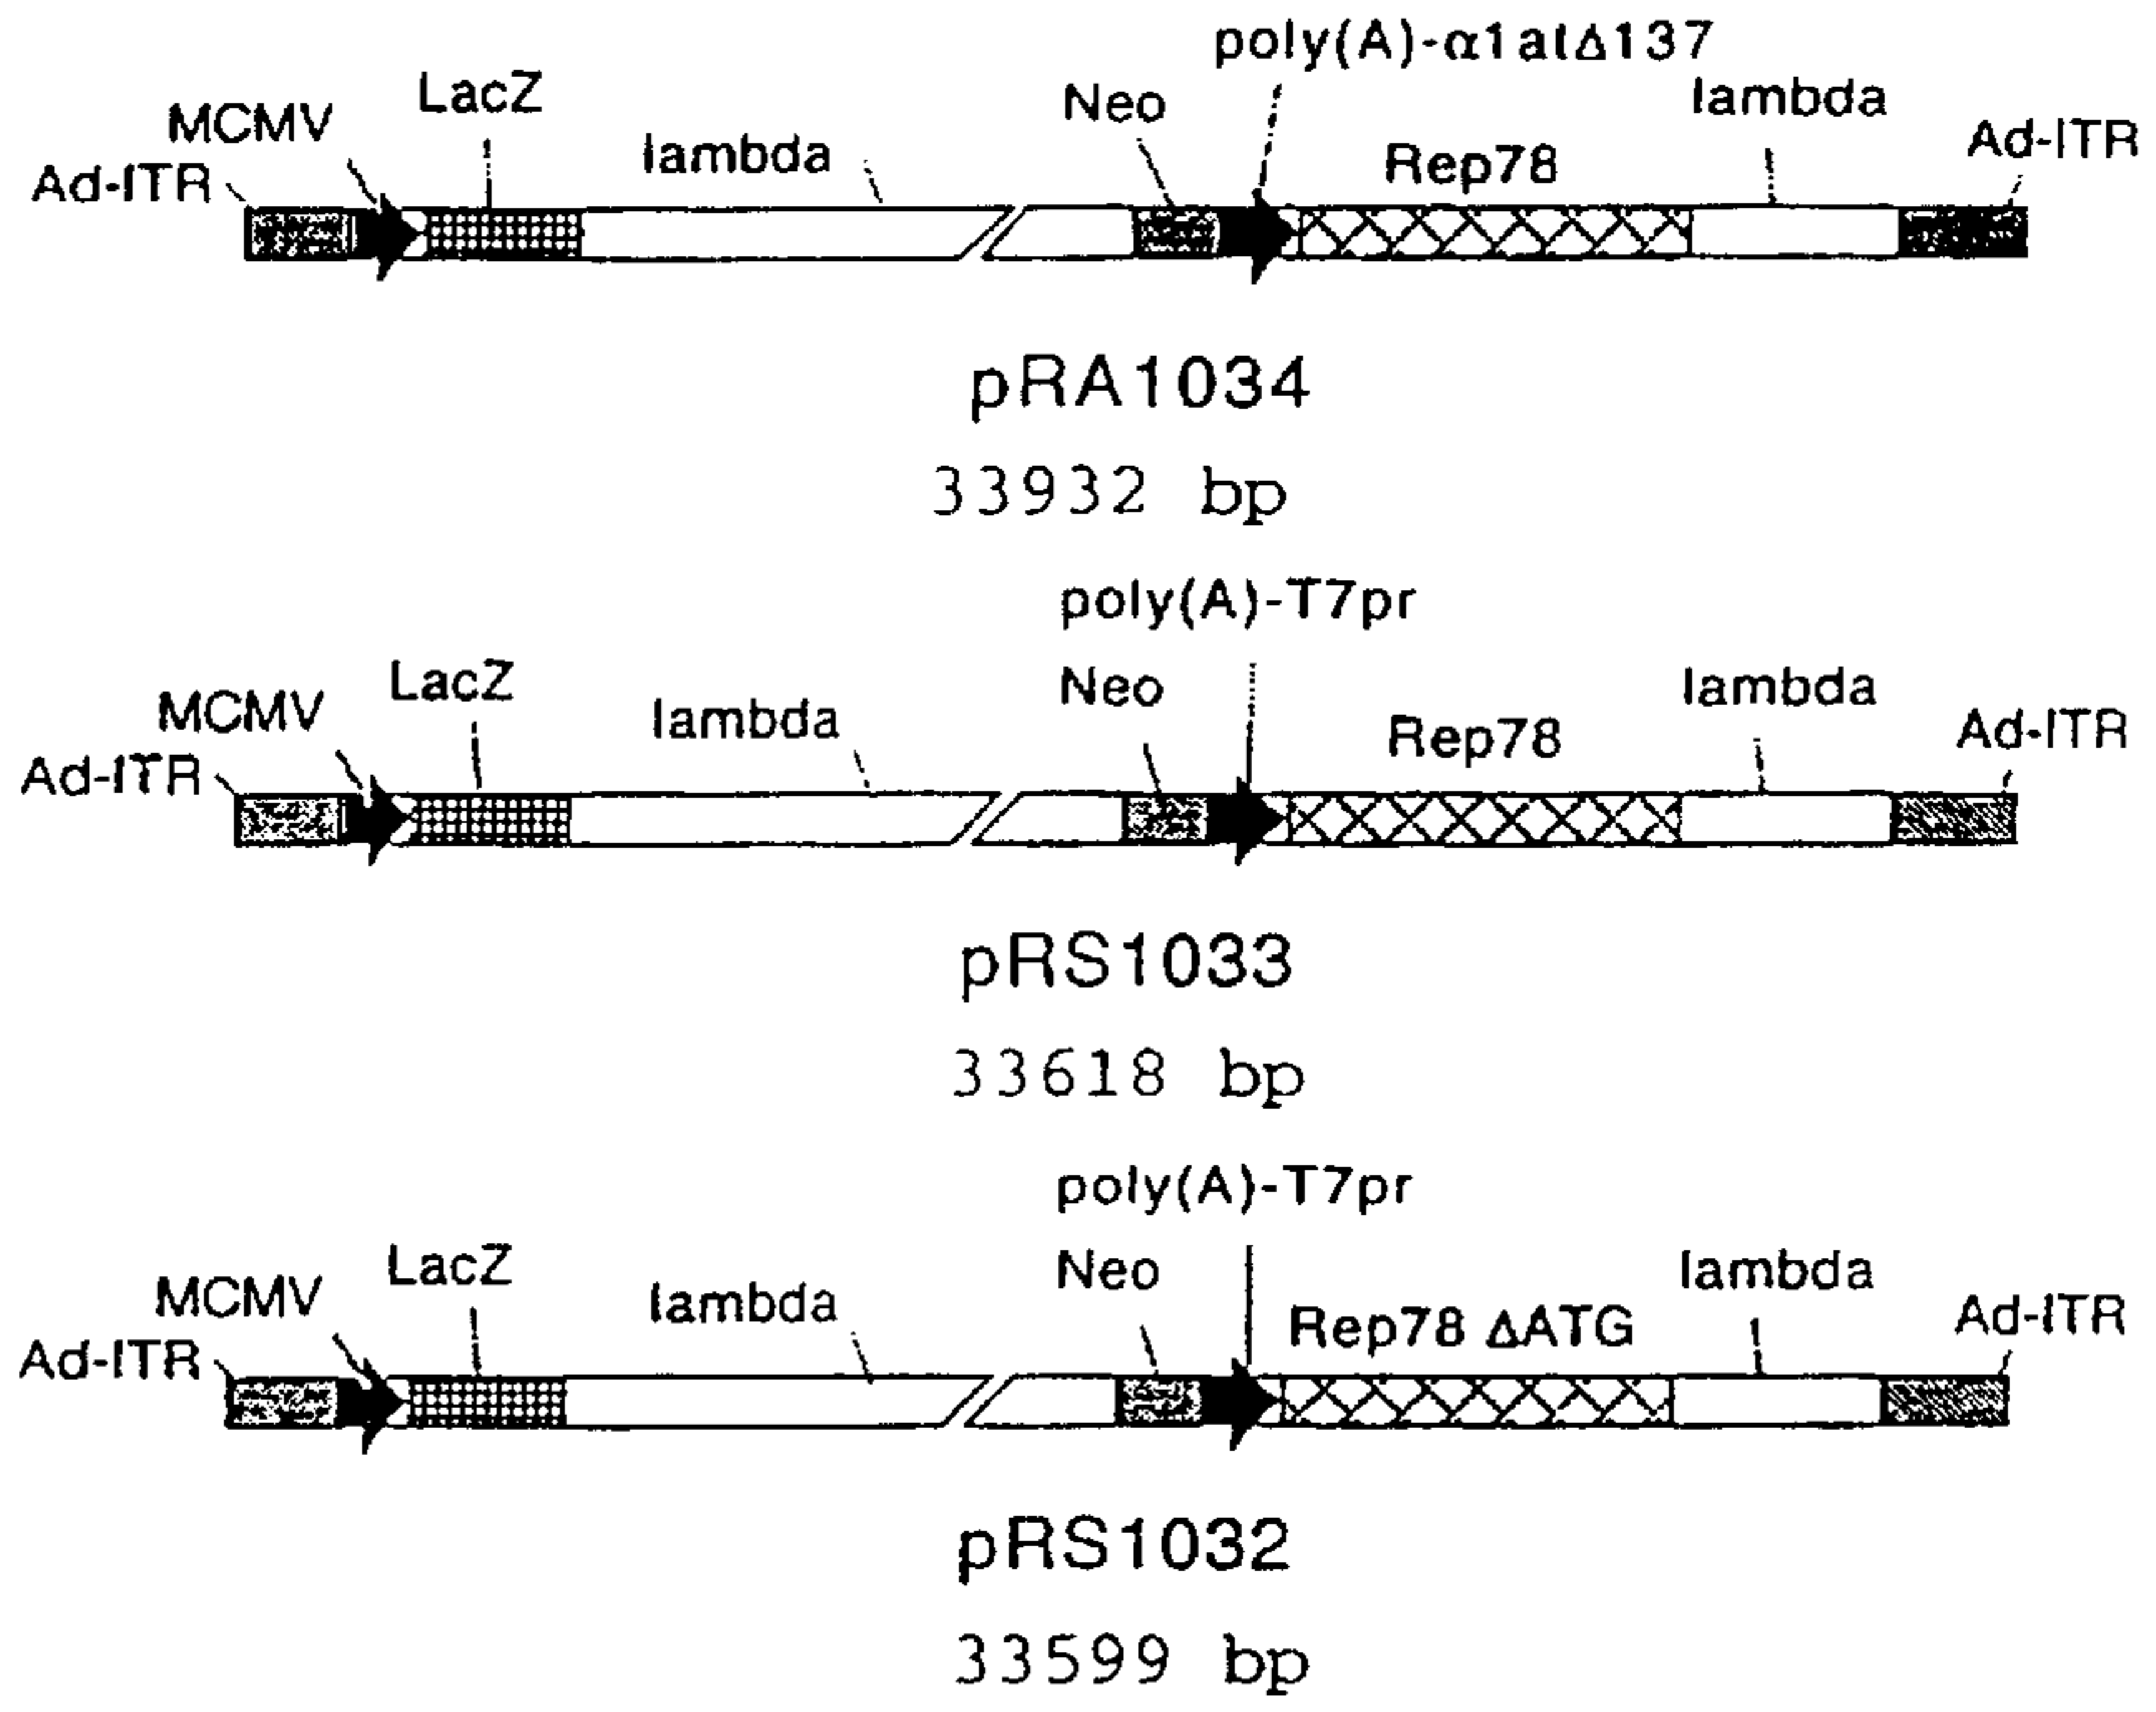 poly(A)-α1atΔ137
LacZ
Neo
lambda
MCMV
lambda
Rep78
Ad-ITR
Ad-ITR
pRA1034
33932 bp
poly(A)-T7pr
LacZ
Neo
lambda
MCMV
lambda
Rep78
Ad-ITR
Ad-ITR
pRS1033
33618 bp
poly(A)-T7pr
LacZ
Neo
lambda
MCMV
lambda
Rep78 ΔATG
Ad-ITR
Ad-ITR
pRS1032
33599 bp